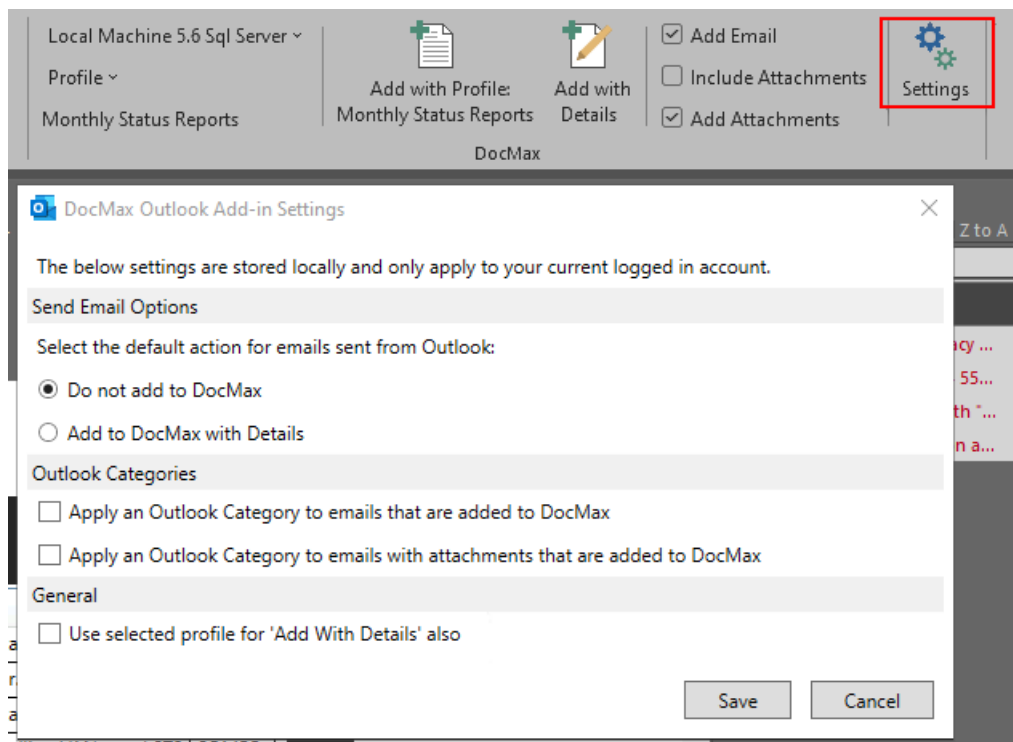 Local Machine 5.6 Sql Server
Profile
Monthly Status Reports
Add with Profile:
Monthly Status Reports
Add with
Details
Add Email
Include Attachments
Add Attachments
Settings
DocMax
DocMax Outlook Add-in Settings
Z to A
The below settings are stored locally and only apply to your current logged in account.
Send Email Options
Select the default action for emails sent from Outlook:
acy ...
Do not add to DocMax
55...
th "...
Add to DocMax with Details
n a...
Outlook Categories
Apply an Outlook Category to emails that are added to DocMax
Apply an Outlook Category to emails with attachments that are added to DocMax
General
Use selected profile for 'Add With Details' also
Save
Cancel